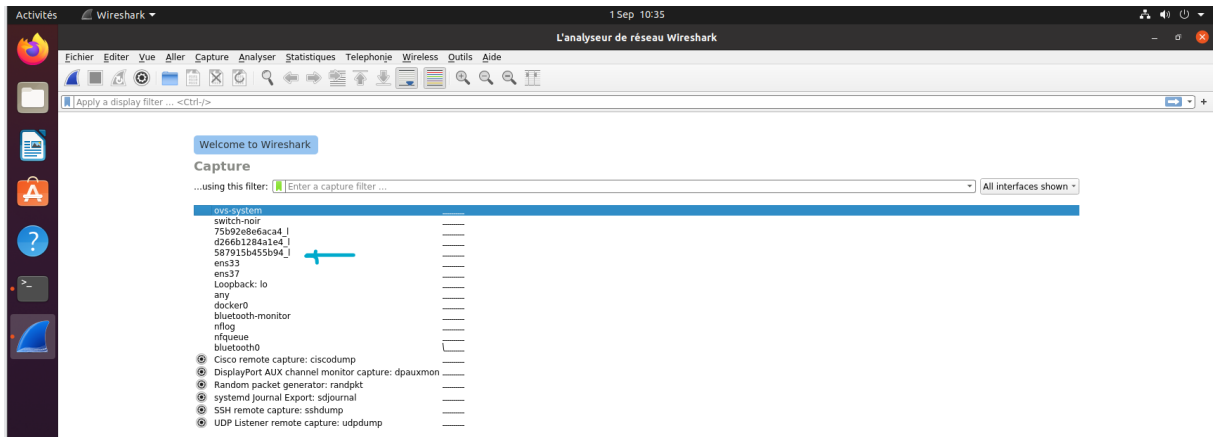 Activités Wireshark 1 Sep 10:35
L'analyseur de réseau Wireshark
Fichier Editer Vue Aller Capture Analyser Statistiques Telephonie Wireless Outils Aide
Apply a display filter ... <Ctrl-/> +
Welcome to Wireshark
Capture
...using this filter: Enter a capture filter ... All interfaces shown
ovs-system
switch-noir
75b92e8e6aca4_l
d266b1284a1e4_l
587915b455b94_l
ens33
ens37
Loopback: lo
any
docker0
bluetooth-monitor
nflog
nfqueue
bluetooth0
Cisco remote capture: ciscodump
DisplayPort AUX channel monitor capture: dpauxmon
Random packet generator: randpkt
systemd Journal Export: sdjournal
SSH remote capture: sshdump
UDP Listener remote capture: udpdump